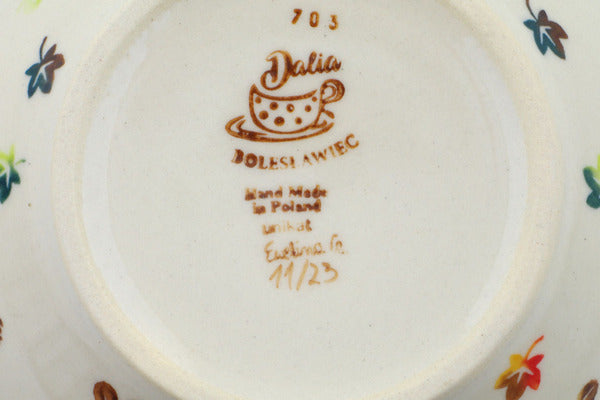 703
Dalia
BOLESŁAWIEC
Hand Made
in Poland
unikat
Ewelina
11/23